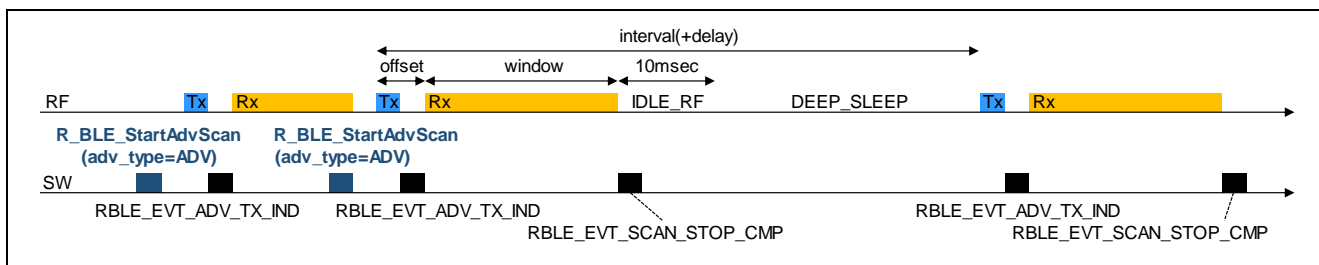 interval(+delay)
offset window 10msec
RF Tx Rx Tx Rx IDLE_RF DEEP_SLEEP Tx Rx
R_BLE_StartAdvScan R_BLE_StartAdvScan
(adv_type=ADV) (adv_type=ADV)
SW
RBLE_EVT_ADV_TX_IND RBLE_EVT_ADV_TX_IND RBLE_EVT_ADV_TX_IND
RBLE_EVT_SCAN_STOP_CMP RBLE_EVT_SCAN_STOP_CMP